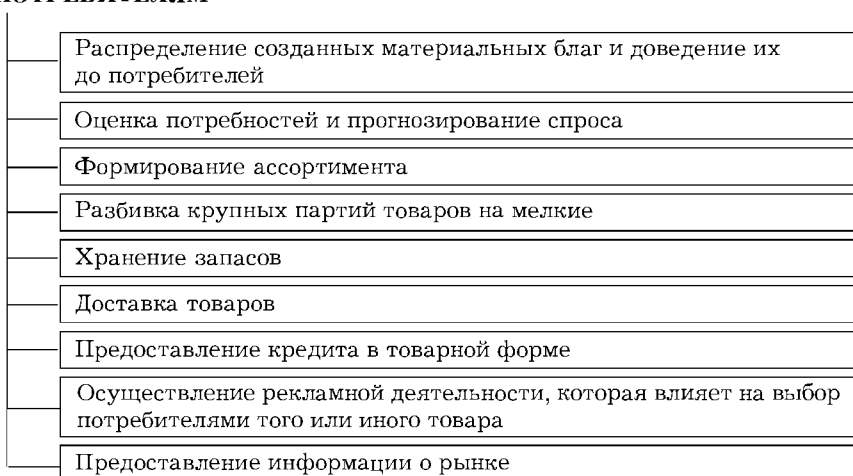 Распределение созданных материальных благ и доведение их
до потребителей
Оценка потребностей и прогнозирование спроса
Формирование ассортимента
Разбивка крупных партий товаров на мелкие
Хранение запасов
Доставка товаров
Предоставление кредита в товарной форме
Осуществление рекламной деятельности, которая влияет на выбор
потребителями того или иного товара
Предоставление информации о рынке